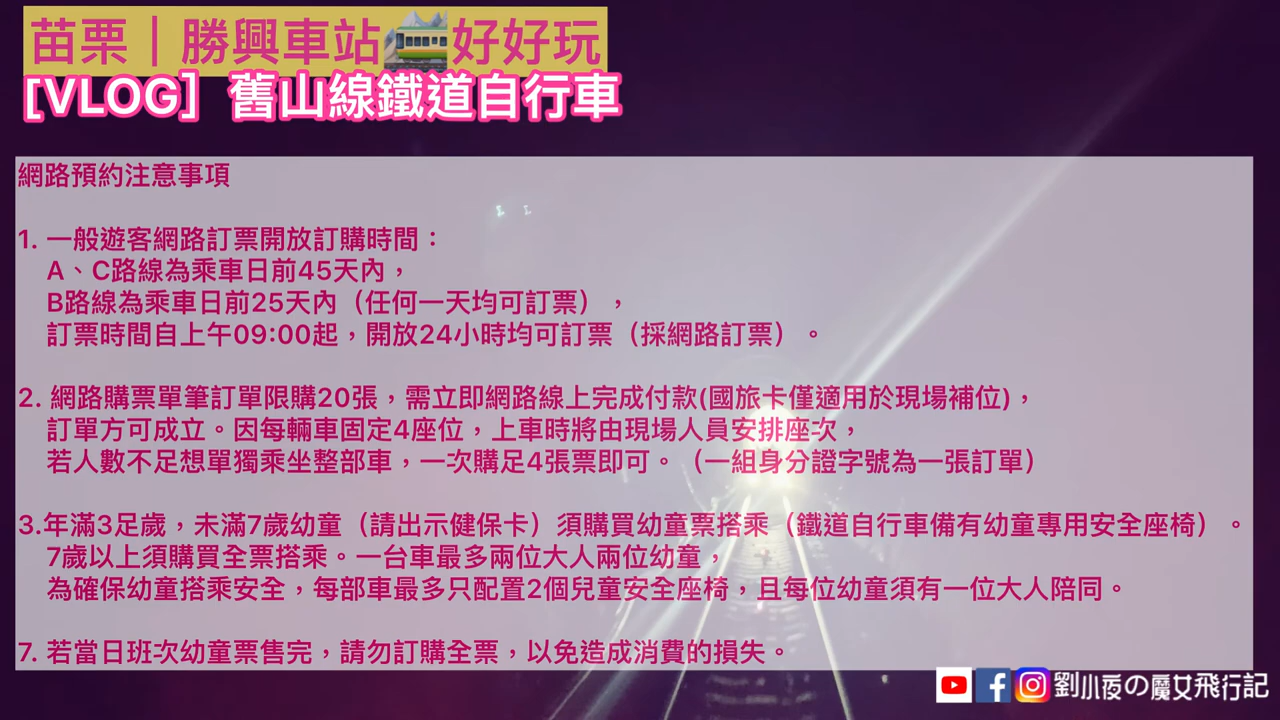 苗栗｜勝興車站🚞好好玩
[VLOG］舊山線鐵道自行車
網路預約注意事項
1. 一般遊客網路訂票開放訂購時間：
A、C路線為乘車日前45天內，
B路線為乘車日前25天內（任何一天均可訂票），
訂票時間自上午09:00起，開放24小時均可訂票（採網路訂票）。
2. 網路購票單筆訂單限購20張，需立即網路線上完成付款(國旅卡僅適用於現場補位)，
訂單方可成立。因每輛車固定4座位，上車時將由現場人員安排座次，
若人數不足想單獨乘坐整部車，一次購足4張票即可。（一組身分證字號為一張訂單）
3.年滿3足歲，未滿7歲幼童（請出示健保卡）須購買幼童票搭乘（鐵道自行車備有幼童專用安全座椅）。
7歲以上須購買全票搭乘。一台車最多兩位大人兩位幼童，
為確保幼童搭乘安全，每部車最多只配置2個兒童安全座椅，且每位幼童須有一位大人陪同。
7. 若當日班次幼童票售完，請勿訂購全票，以免造成消費的損失。
劉小夜の魔女飛行記